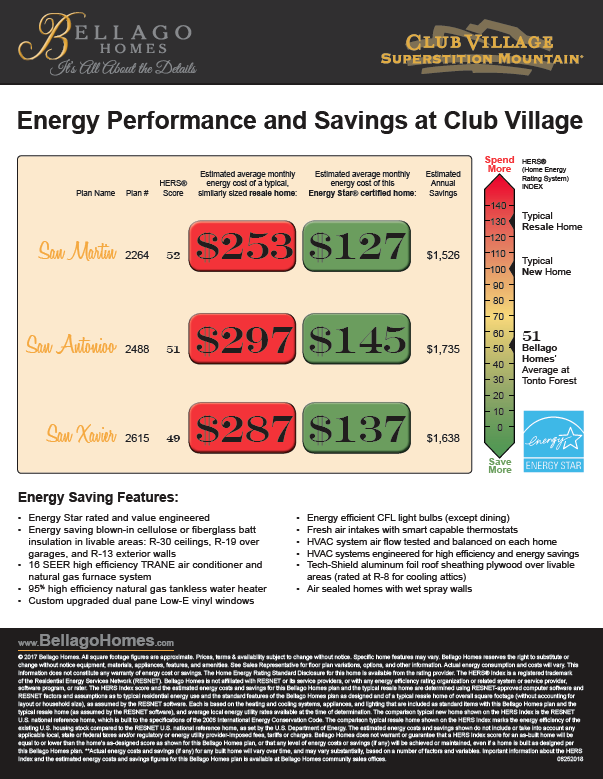 BELLAGO
HOMES
It's All About the Details
CLUB VILLAGE
SUPERSTITION MOUNTAIN
Energy Performance and Savings at Club Village
Plan Name
Plan #
HERS®
Score
Estimated average monthly
energy cost of a typical,
similarly sized resale home:
Estimated average monthly
energy cost of this
Energy Star® certified home:
Estimated
Annual
Savings
San Martin 2264 52 $253 $127 $1,526
San Antonioo 2488 51 $297 $145 $1,735
San Xavier 2615 49 $287 $137 $1,638
Spend
More
HERS®
(Home Energy
Rating System)
INDEX
140
130
120
110
100
90
80
70
60
50
40
30
20
10
0
Typical
Resale Home
Typical
New Home
51
Bellago
Homes'
Average at
Tonto Forest
Save
More
energy
ENERGY STAR
Energy Saving Features:
• Energy Star rated and value engineered
• Energy saving blown-in cellulose or fiberglass batt
insulation in livable areas: R-30 ceilings, R-19 over
garages, and R-13 exterior walls
• 16 SEER high efficiency TRANE air conditioner and
natural gas furnace system
• 95% high efficiency natural gas tankless water heater
• Custom upgraded dual pane Low-E vinyl windows
• Energy efficient CFL light bulbs (except dining)
• Fresh air intakes with smart capable thermostats
• HVAC system air flow tested and balanced on each home
• HVAC systems engineered for high efficiency and energy savings
• Tech-Shield aluminum foil roof sheathing plywood over livable
areas (rated at R-8 for cooling attics)
• Air sealed homes with wet spray walls
www.BellagoHomes.com
© 2017 Bellago Homes. All square footage figures are approximate. Prices, terms & availability subject to change without notice. Specific home features may vary. Bellago Homes reserves the right to substitute or
change without notice equipment, materials, appliances, features, and amenities. See Sales Representative for floor plan variations, options, and other information. Actual energy consumption and costs will vary. This
information does not constitute any warranty of energy cost or savings. The Home Energy Rating Standard Disclosure for this home is available from the rating provider. The HERS® Index is a registered trademark
of the Residential Energy Services Network (RESNET). Bellago Homes is not affiliated with RESNET or its service providers, or with any energy efficiency rating organization or related system or service provider,
software program, or rater. The HERS Index score and the estimated energy costs and savings for this Bellago Homes plan and the typical resale home are determined using RESNET-approved computer software and
RESNET factors and assumptions as to typical residential energy use and the standard features of the Bellago Homes plan as designed and of a typical resale home of overall square footage (without accounting for
layout or household size), as assumed by the RESNET software. Each is based on the heating and cooling systems, appliances, and lighting that are included as standard items with this Bellago Homes plan and the
typical resale home (as assumed by the RESNET software), and average local energy utility rates available at the time of determination. The comparison typical new home shown on the HERS Index is the RESNET
U.S. national reference home, which is built to the specifications of the 2006 International Energy Conservation Code. The comparison typical resale home shown on the HERS Index marks the energy efficiency of the
existing U.S. housing stock compared to the RESNET U.S. national reference home, as set by the U.S. Department of Energy. The estimated energy costs and savings shown do not include or take into account any
applicable local, state or federal taxes and/or regulatory or energy utility provider-imposed fees, tariffs or charges. Bellago Homes does not warrant or guarantee that a HERS Index score for an as-built home will be
equal to or lower than the home's as-designed score as shown for this Bellago Homes plan, or that any level of energy costs or savings (if any) will be achieved or maintained, even if a home is built as designed per
this Bellago Homes plan. **Actual energy costs and savings (if any) for any built home will vary over time, and may vary substantially, based on a number of factors and variables. Important information about the HERS
Index and the estimated energy costs and savings figures for this Bellago Homes plan is available at Bellago Homes community sales offices. 06252018